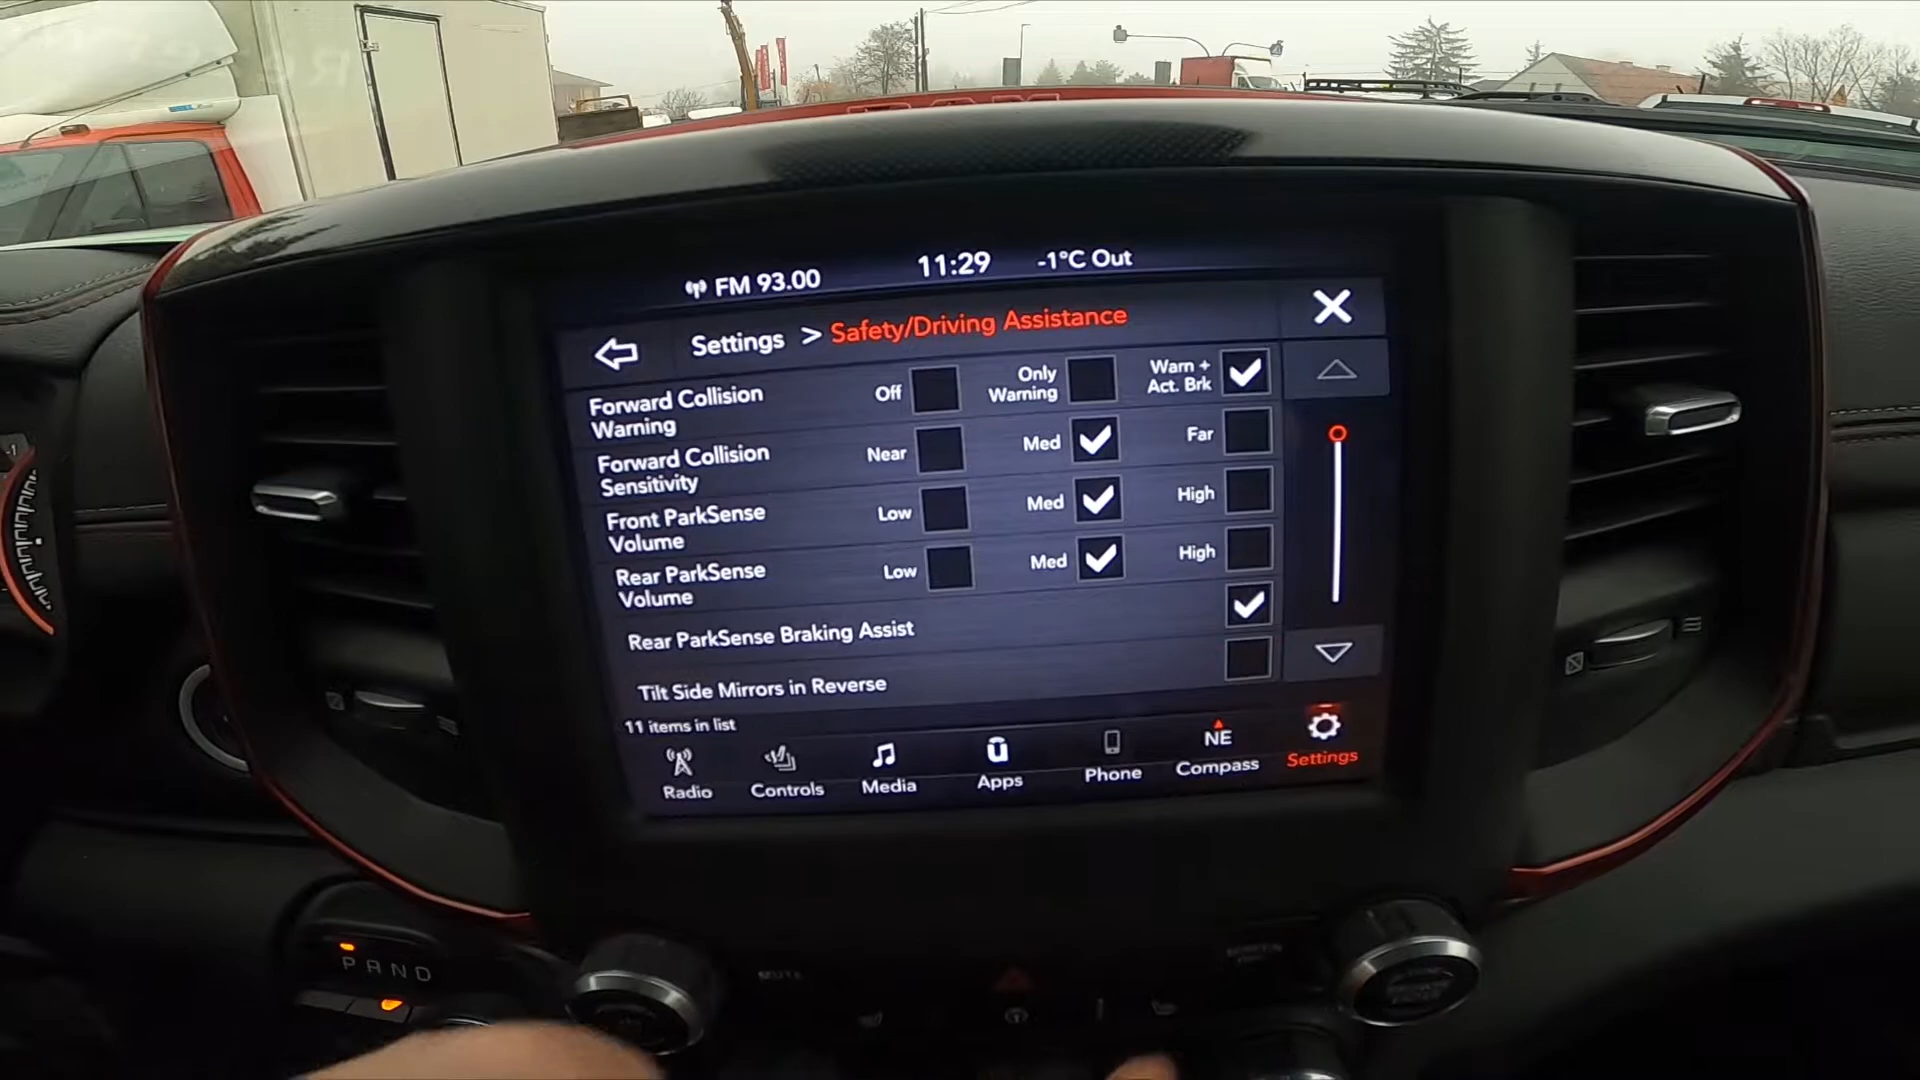 FM 93.00 11:29 -1°C Out
Settings > Safety/Driving Assistance
Forward Collision
Warning
Off
Only
Warning
Warn +
Act. Brk
Forward Collision
Sensitivity
Near
Med
Far
Front ParkSense
Volume
Low
Med
High
Rear ParkSense
Volume
Low
Med
High
Rear ParkSense Braking Assist
Tilt Side Mirrors in Reverse
11 items in list
Radio
Controls
Media
Apps
Phone
NE
Compass
Settings
P R N D
MUTE